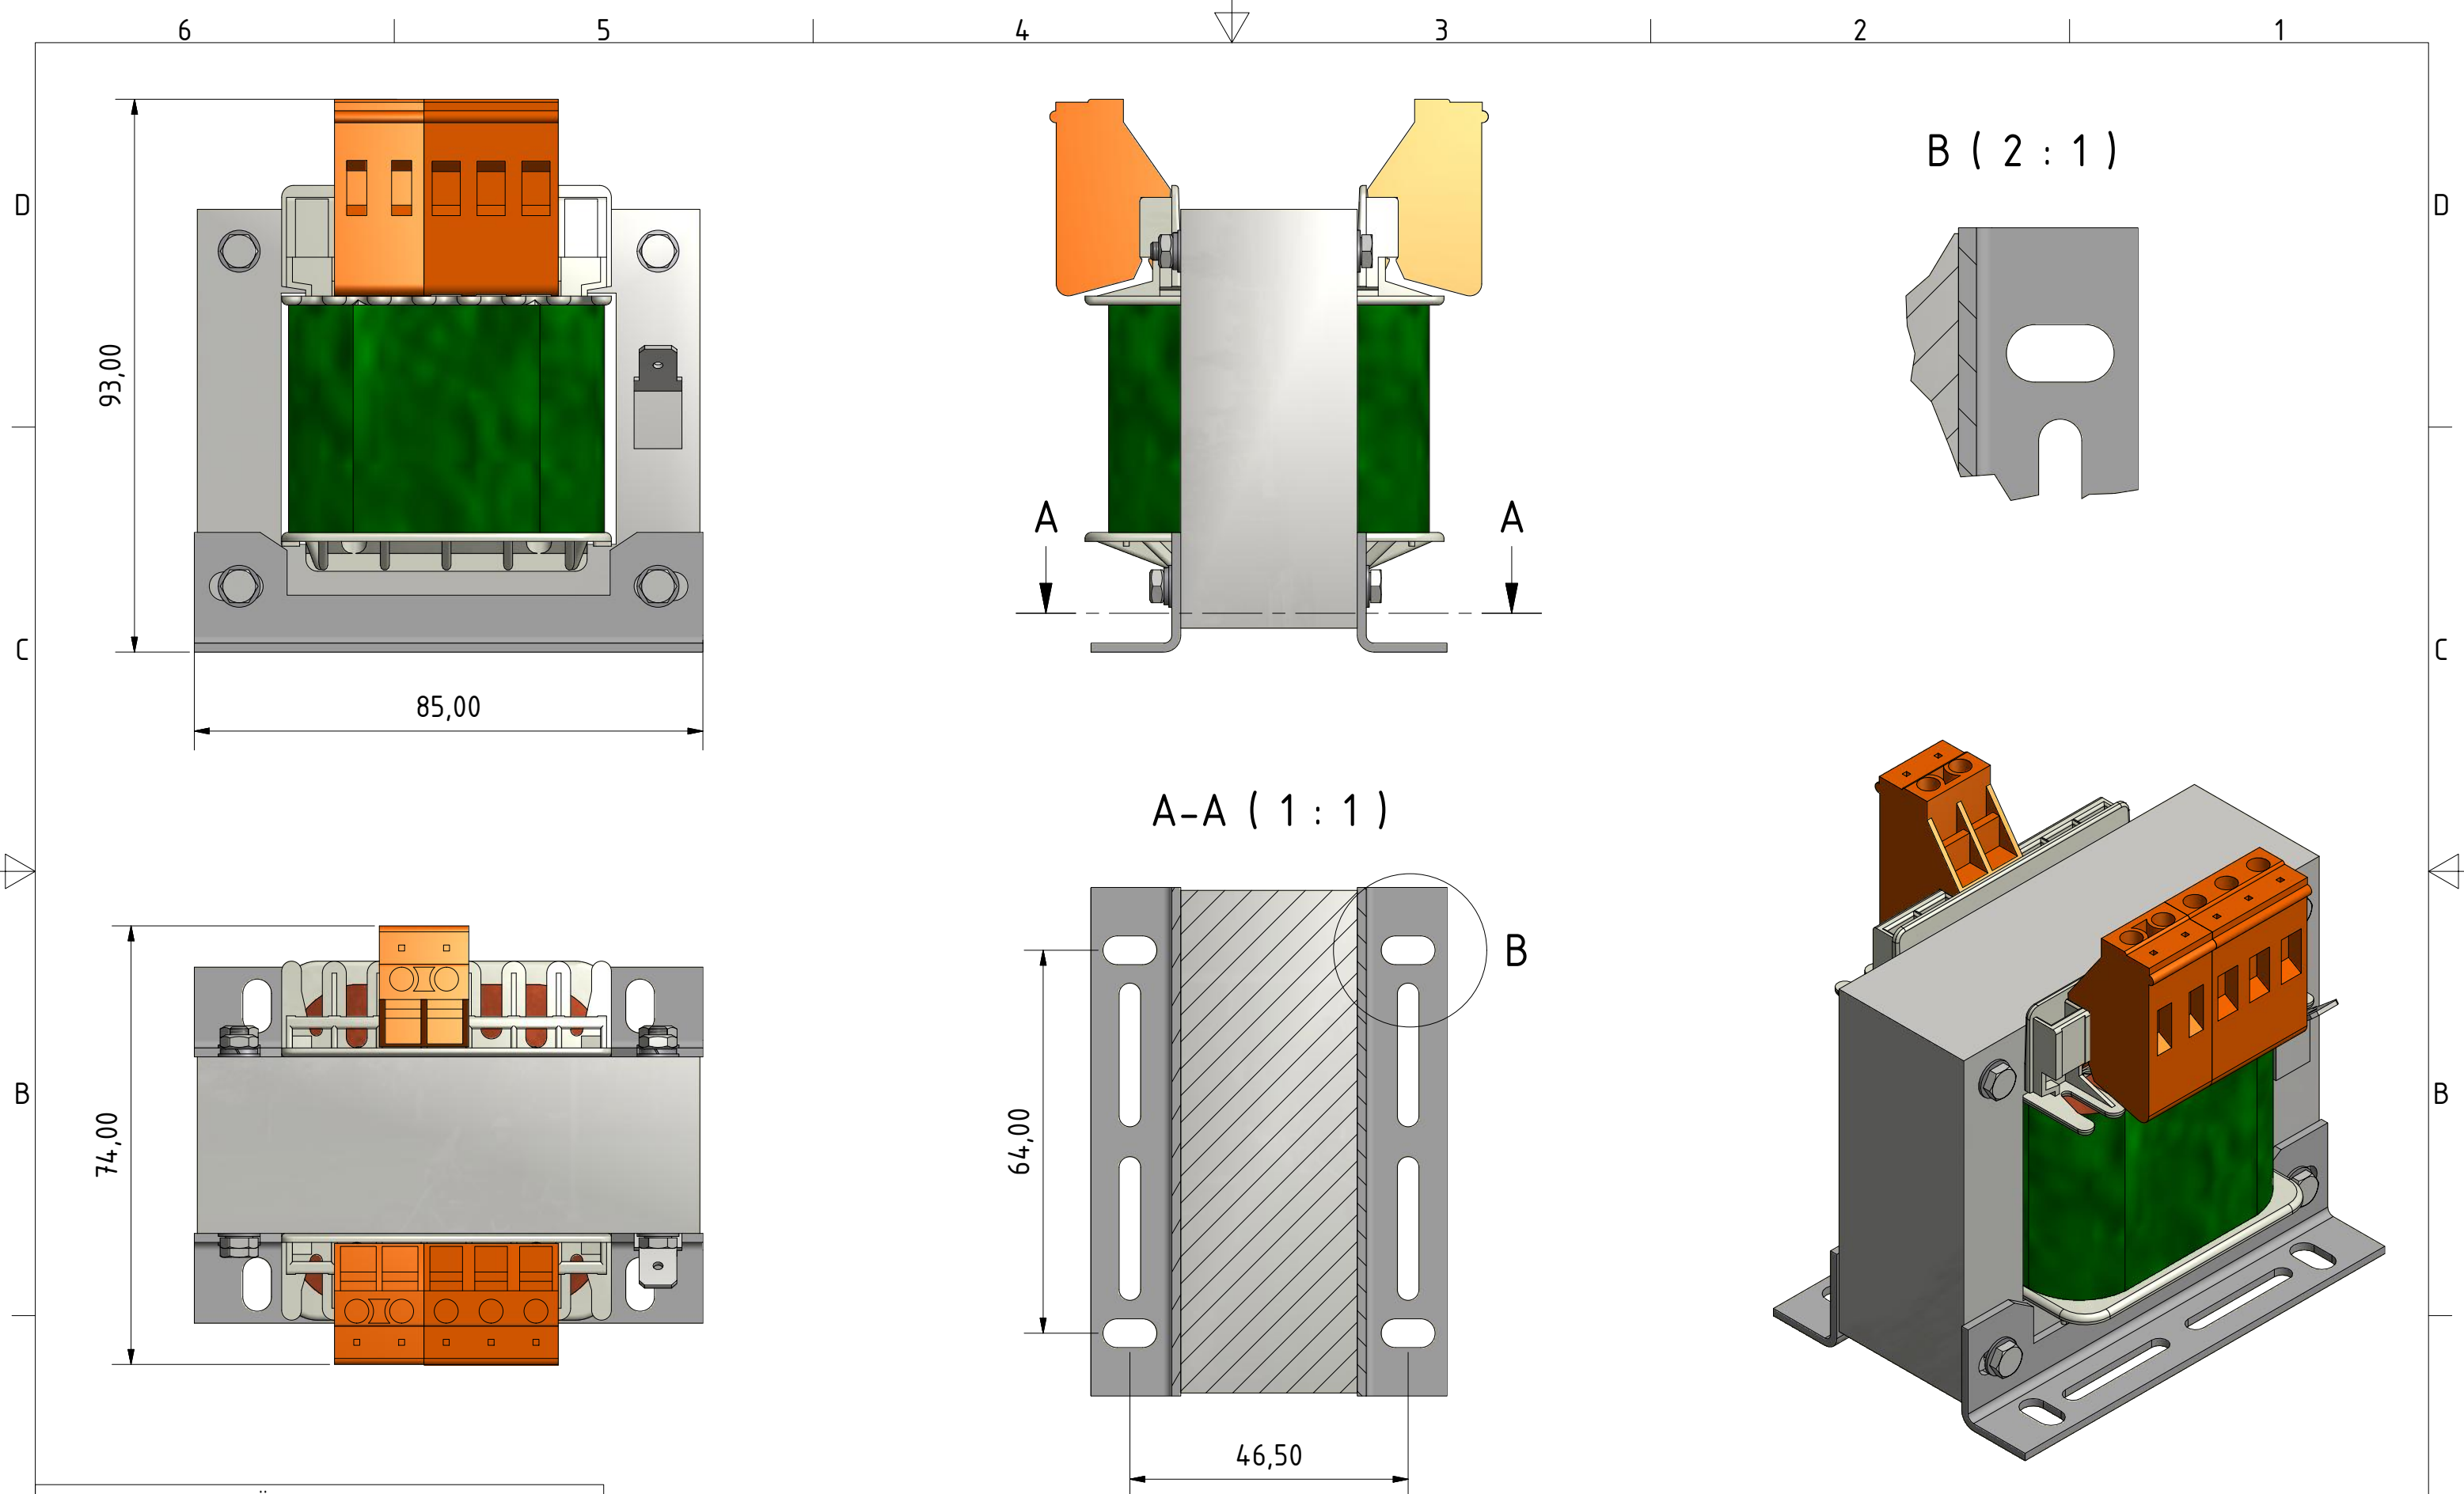 6 5 4 3 2 1
D D
B ( 2 : 1 )
93,00
A A
C C
85,00
A-A ( 1 : 1 )
B
74,00
64,00
B B
46,50